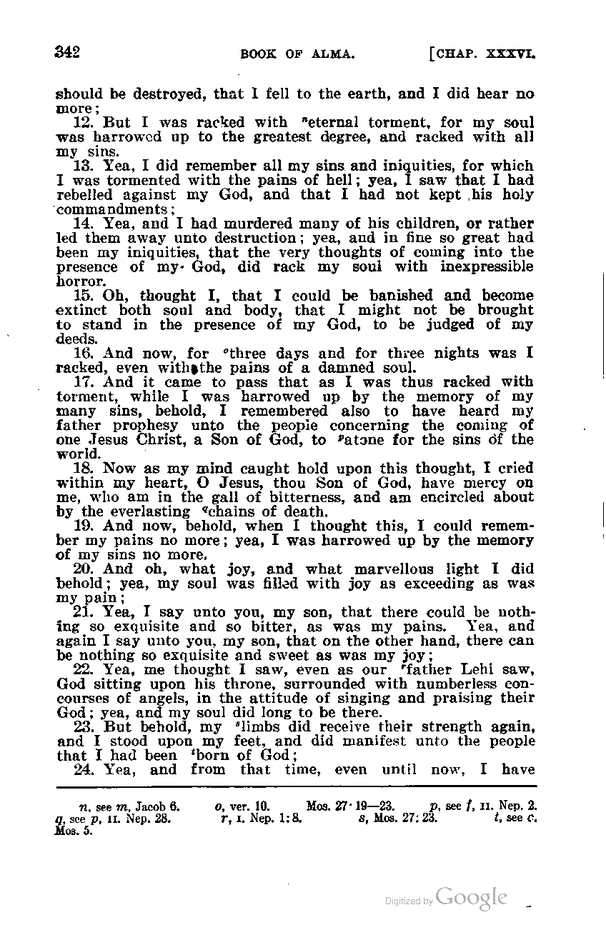 342 BOOK OF ALMA. [CHAP. XXXVI.
should be destroyed, that I fell to the earth, and I did hear no
more;
12. But I was racked with ⁿeternal torment, for my soul
was harrowed up to the greatest degree, and racked with all
my sins.
13. Yea, I did remember all my sins and iniquities, for which
I was tormented with the pains of hell; yea, I saw that I had
rebelled against my God, and that I had not kept his holy
commandments;
14. Yea, and I had murdered many of his children, or rather
led them away unto destruction; yea, and in fine so great had
been my iniquities, that the very thoughts of coming into the
presence of my God, did rack my soul with inexpressible
horror.
15. Oh, thought I, that I could be banished and become
extinct both soul and body, that I might not be brought
to stand in the presence of my God, to be judged of my
deeds.
16. And now, for ᵒthree days and for three nights was I
racked, even with the pains of a damned soul.
17. And it came to pass that as I was thus racked with
torment, while I was harrowed up by the memory of my
many sins, behold, I remembered also to have heard my
father prophesy unto the people concerning the coming of
one Jesus Christ, a Son of God, to ᵖatone for the sins of the
world.
18. Now as my mind caught hold upon this thought, I cried
within my heart, O Jesus, thou Son of God, have mercy on
me, who am in the gall of bitterness, and am encircled about
by the everlasting qchains of death.
19. And now, behold, when I thought this, I could remem-
ber my pains no more; yea, I was harrowed up by the memory
of my sins no more.
20. And oh, what joy, and what marvellous light I did
behold; yea, my soul was filled with joy as exceeding as was
my pain;
21. Yea, I say unto you, my son, that there could be noth-
ing so exquisite and so bitter, as was my pains. Yea, and
again I say unto you, my son, that on the other hand, there can
be nothing so exquisite and sweet as was my joy;
22. Yea, me thought I saw, even as our ʳfather Lehi saw,
God sitting upon his throne, surrounded with numberless con-
courses of angels, in the attitude of singing and praising their
God; yea, and my soul did long to be there.
23. But behold, my ˢlimbs did receive their strength again,
and I stood upon my feet, and did manifest unto the people
that I had been ᵗborn of God;
24. Yea, and from that time, even until now, I have
n, see m, Jacob 6. o, ver. 10. Mos. 27: 19—23. p, see f, II. Nep. 2.
q, see p, II. Nep. 28. r, I. Nep. 1: 8. s, Mos. 27: 23. t, see c,
Mos. 5.
Digitized by Google